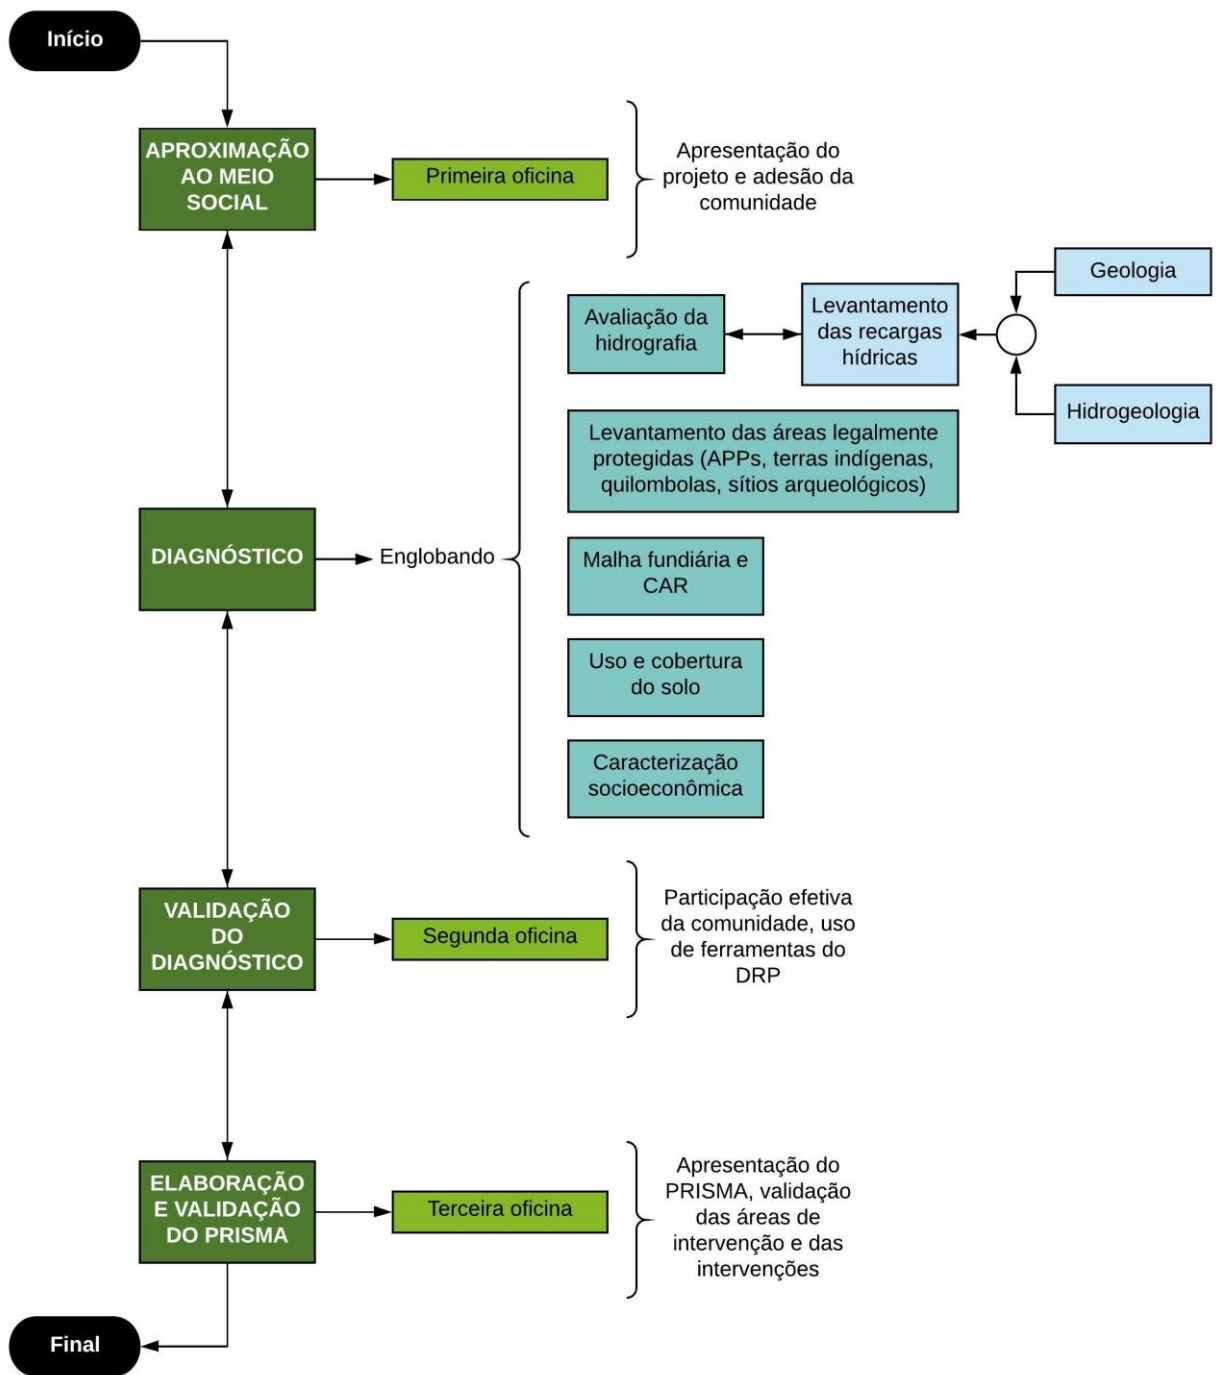 Início
APROXIMAÇÃO
AO MEIO
SOCIAL
Primeira oficina
Apresentação do
projeto e adesão da
comunidade
Geologia
Avaliação da
hidrografia
Levantamento
das recargas
hídricas
Hidrogeologia
Levantamento das áreas legalmente
protegidas (APPs, terras indígenas,
quilombolas, sítios arqueológicos)
DIAGNÓSTICO
Englobando
Malha fundiária e
CAR
Uso e cobertura
do solo
Caracterização
socioeconômica
VALIDAÇÃO
DO
DIAGNÓSTICO
Segunda oficina
Participação efetiva
da comunidade, uso
de ferramentas do
DRP
ELABORAÇÃO
E VALIDAÇÃO
DO PRISMA
Terceira oficina
Apresentação do
PRISMA, validação
das áreas de
intervenção e das
intervenções
Final